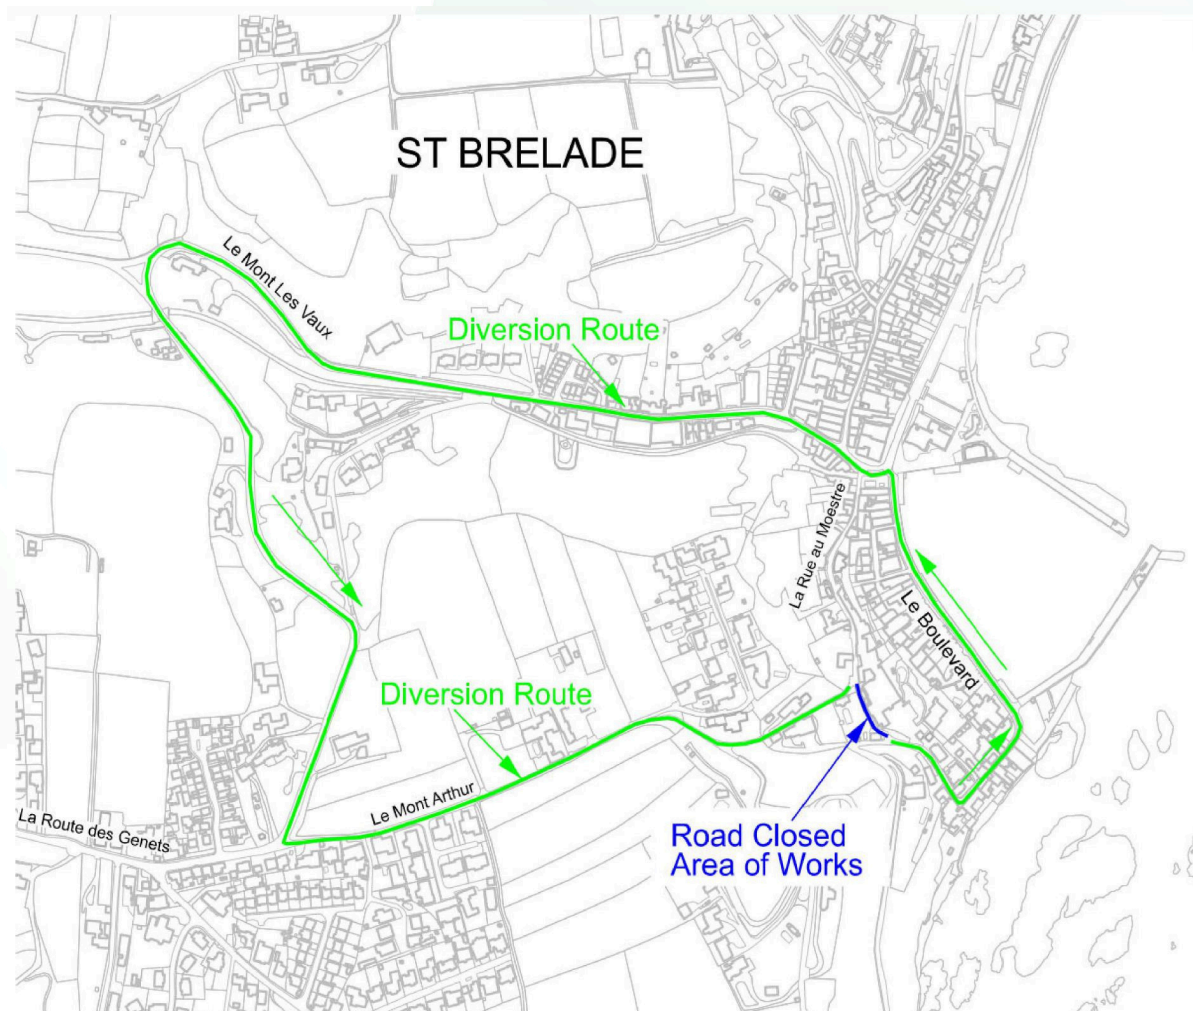 ST BRELADE
Le Mont Les Vaux
Diversion Route
La Rue au Moestre
Le Boulevard
Diversion Route
Le Mont Arthur
La Route des Genets
Road Closed
Area of Works